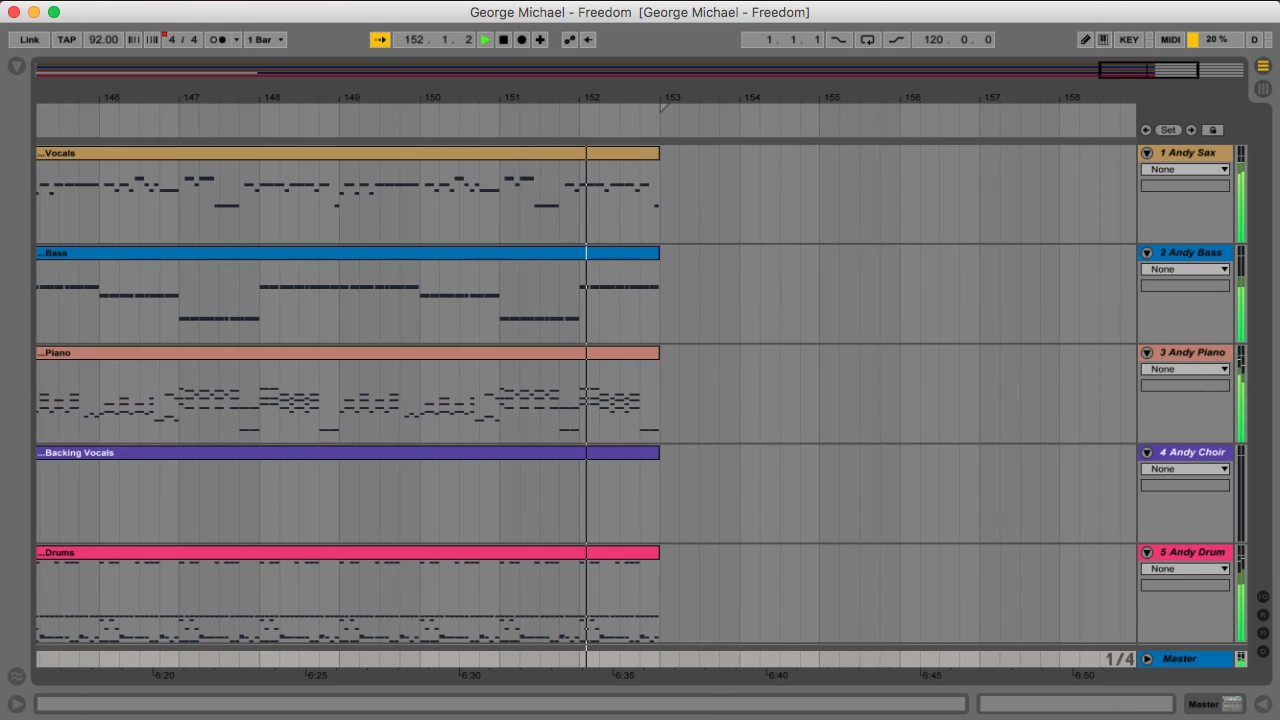 George Michael - Freedom  [George Michael - Freedom]
Link TAP 92.00 4 / 4 1 Bar 152. 1. 2 1. 1. 1 120. 0. 0 KEY MIDI 20 % D
146 147 148 149 150 151 152 153 154 155 156 157 158
Set
...Vocals 1 Andy Sax
None
...Bass 2 Andy Bass
None
...Piano 3 Andy Piano
None
Backing Vocals 4 Andy Choir
None
...Drums 5 Andy Drum
None
1/4 Master
6:20 6:25 6:30 6:35 6:40 6:45 6:50
Master